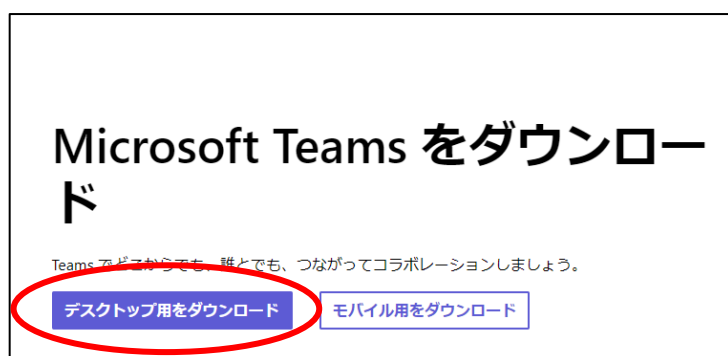 Microsoft Teams をダウンロー
ド
Teams でどこからでも、誰とでも、つながってコラボレーションしましょう。
デスクトップ用をダウンロード
モバイル用をダウンロード